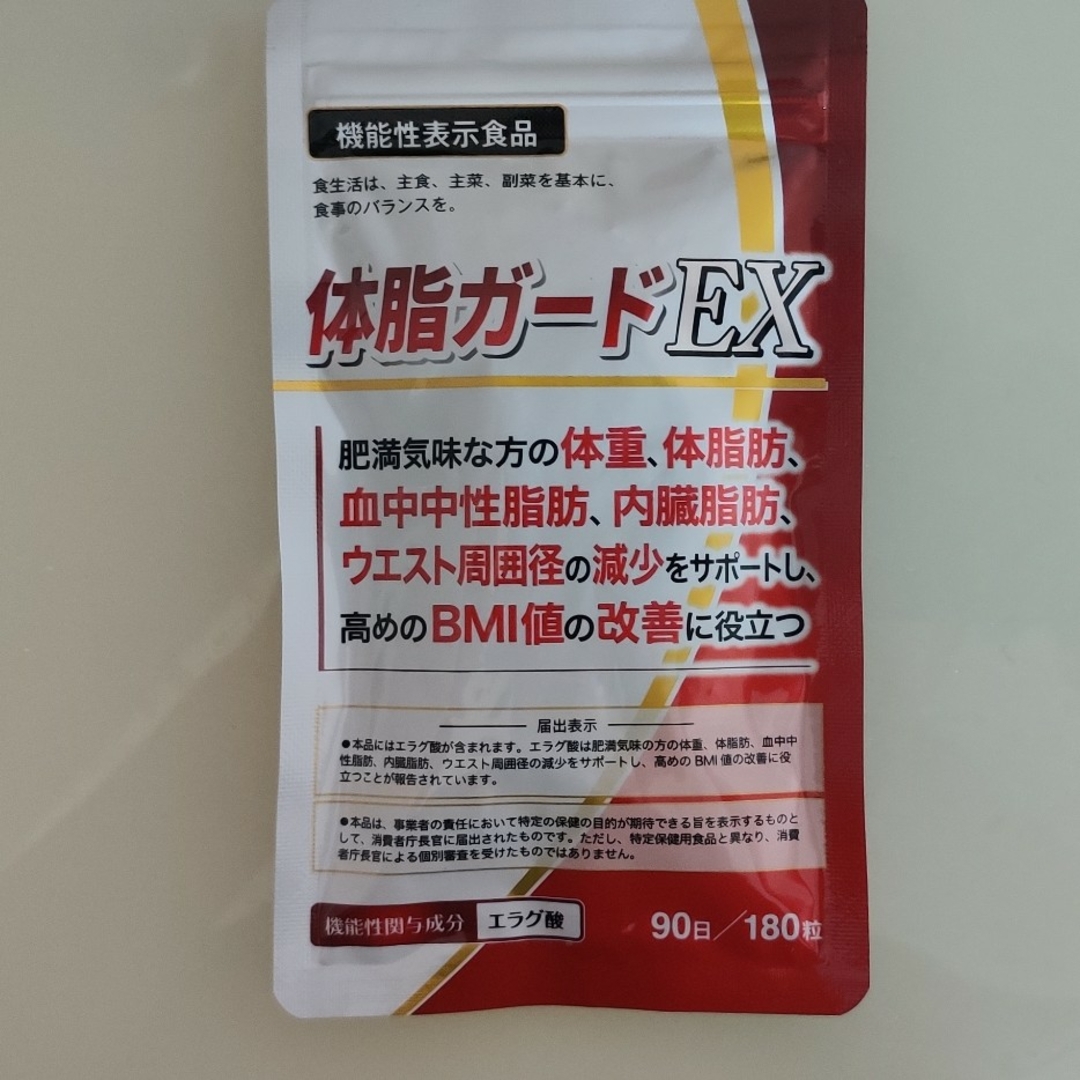 機能性表示食品
食生活は、主食、主菜、副菜を基本に、
食事のバランスを。
体脂ガードEX
肥満気味な方の体重、体脂肪、
血中中性脂肪、内臓脂肪、
ウエスト周囲径の減少をサポートし、
高めのBMI値の改善に役立つ
届出表示
●本品にはエラグ酸が含まれます。エラグ酸は肥満気味の方の体重、体脂肪、血中中
性脂肪、内臓脂肪、ウエスト周囲径の減少をサポートし、高めの BMI 値の改善に役
立つことが報告されています。
●本品は、事業者の責任において特定の保健の目的が期待できる旨を表示するものと
して、消費者庁長官に届出されたものです。ただし、特定保健用食品と異なり、消費
者庁長官による個別審査を受けたものではありません。
機能性関与成分 エラグ酸
90日/180粒